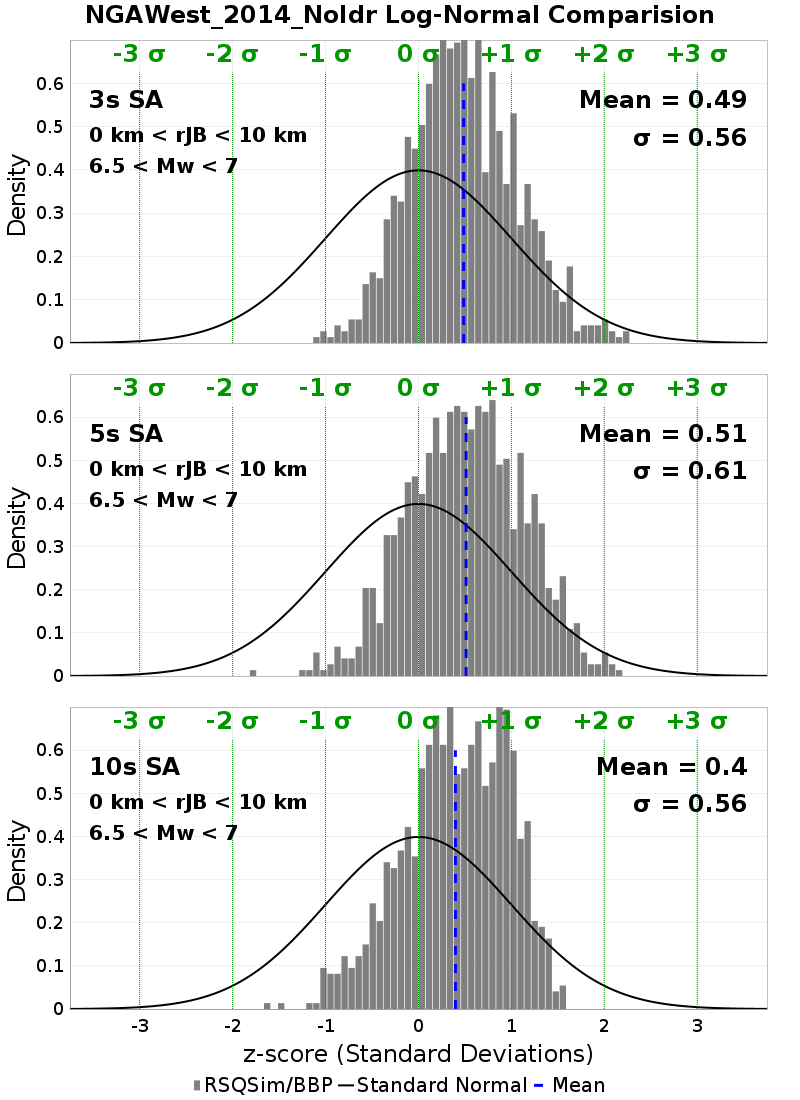 NGAWest_2014_NoIdr Log-Normal Comparision
-3 σ -2 σ -1 σ 0 σ +1 σ +2 σ +3 σ
3s SA
Mean = 0.49
0 km < rJB < 10 km
σ = 0.56
6.5 < Mw < 7
Density
0.6
0.5
0.4
0.3
0.2
0.1
0
-3 σ -2 σ -1 σ 0 σ +1 σ +2 σ +3 σ
5s SA
Mean = 0.51
0 km < rJB < 10 km
σ = 0.61
6.5 < Mw < 7
Density
0.6
0.5
0.4
0.3
0.2
0.1
0
-3 σ -2 σ -1 σ 0 σ +1 σ +2 σ +3 σ
10s SA
Mean = 0.4
0 km < rJB < 10 km
σ = 0.56
6.5 < Mw < 7
Density
0.6
0.5
0.4
0.3
0.2
0.1
0
-3 -2 -1 0 1 2 3
z-score (Standard Deviations)
RSQSim/BBP Standard Normal Mean